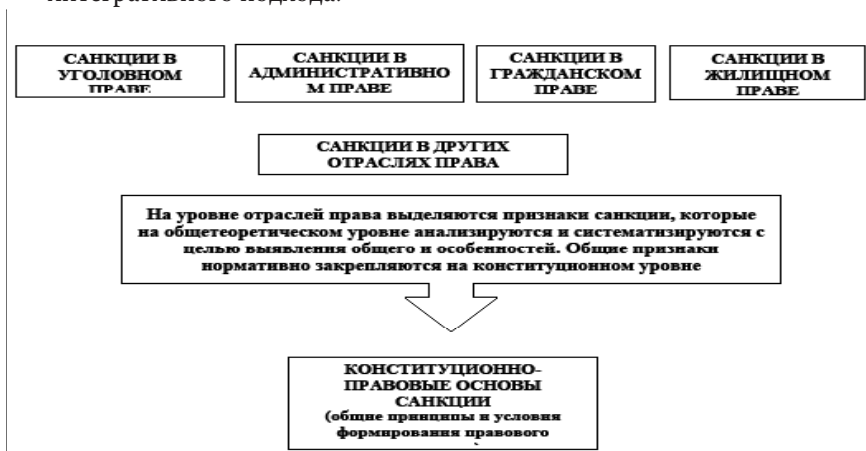 интегративного подхода.
САНКЦИИ В
УГОЛОВНОМ
ПРАВЕ
САНКЦИИ В
АДМИНИСТРАТИВНО
М ПРАВЕ
САНКЦИИ В
ГРАЖДАНСКОМ
ПРАВЕ
САНКЦИИ В
ЖИЛИЩНОМ
ПРАВЕ
САНКЦИИ В ДРУГИХ
ОТРАСЛЯХ ПРАВА
На уровне отраслей права выделяются признаки санкции, которые
на общетеоретическом уровне анализируются и систематизируются с
целью выявления общего и особенностей. Общие признаки
нормативно закрепляются на конституционном уровне
КОНСТИТУЦИОННО-
ПРАВОВЫЕ ОСНОВЫ
САНКЦИИ
(общие принципы и условия
формирования правового